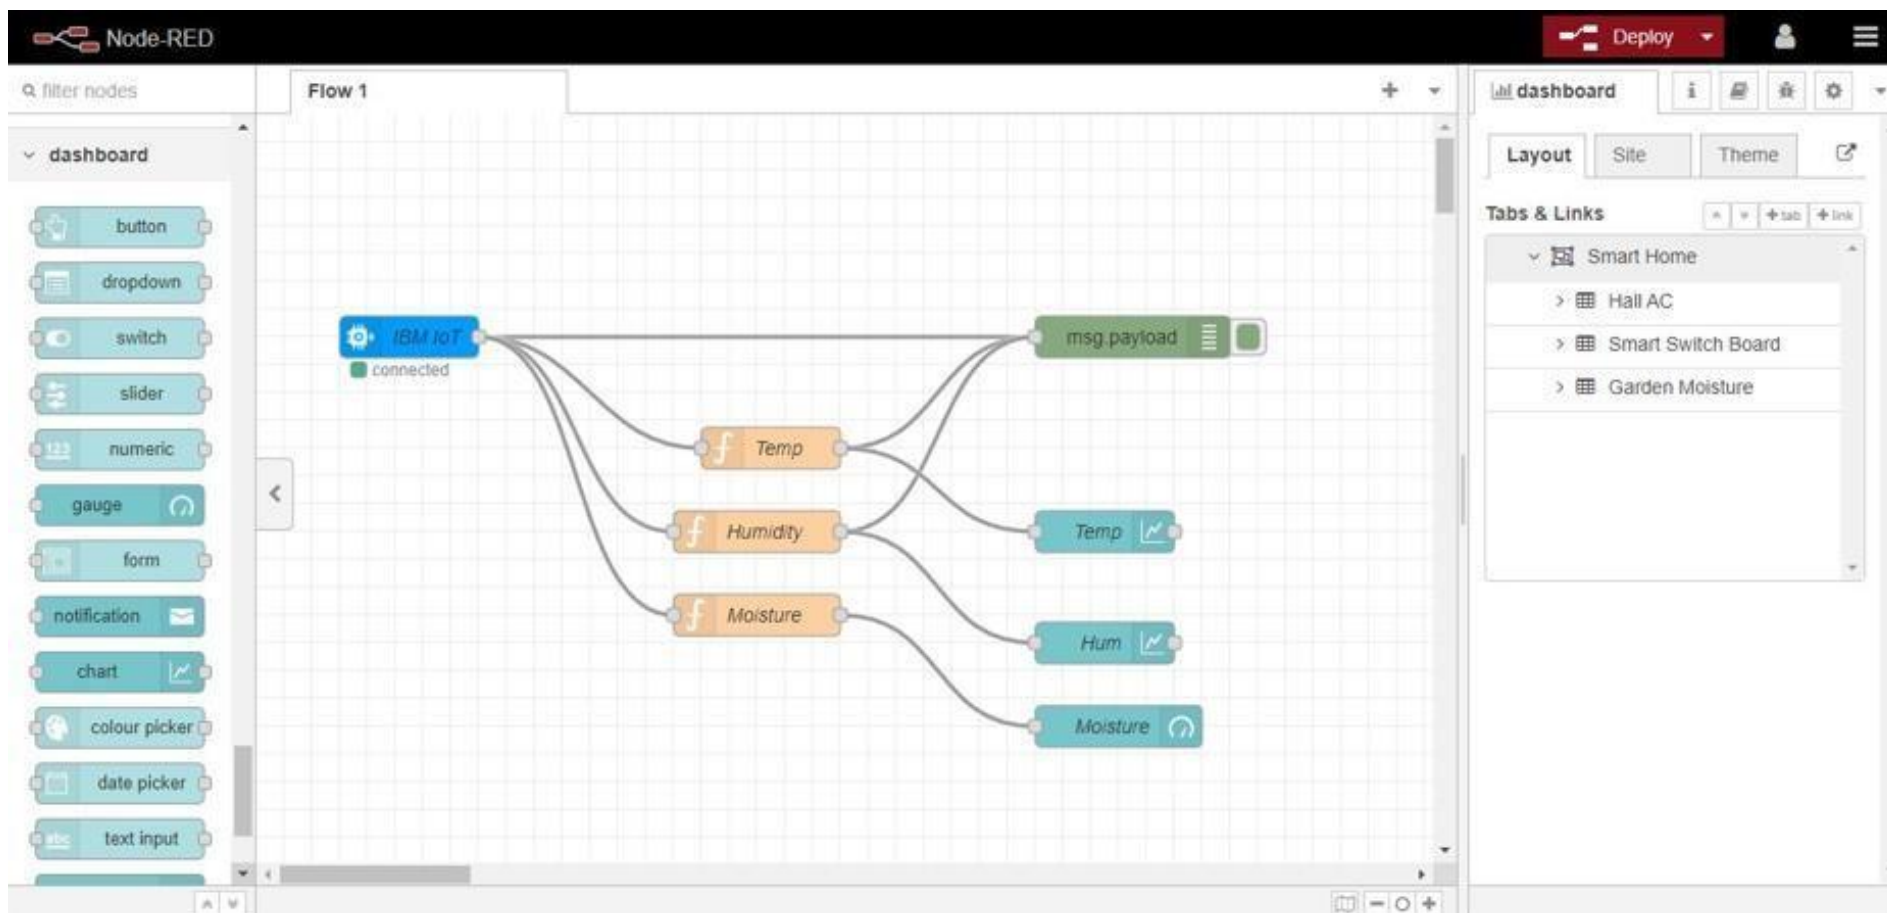 Node-RED
Deploy
filter nodes
Flow 1
dashboard
dashboard
button
dropdown
switch
slider
123 numeric
gauge
form
notification
chart
colour picker
date picker
abc text input
IBM IoT
connected
msg.payload
Temp
Humidity
Moisture
Temp
Hum
Moisture
Layout
Site
Theme
Tabs & Links
+ tab
+ link
Smart Home
Hall AC
Smart Switch Board
Garden Moisture